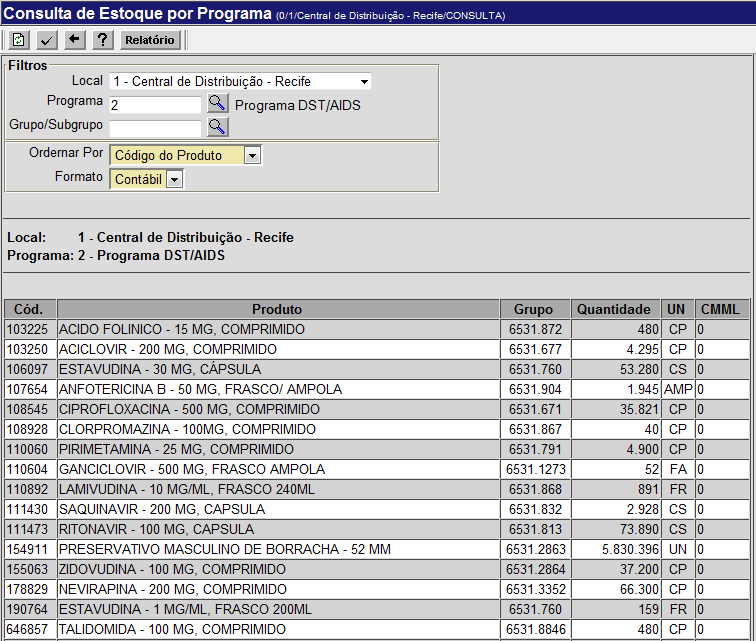 Consulta de Estoque por Programa (0/1/Central de Distribuição - Recife/CONSULTA)
? Relatório
Filtros
Local 1 - Central de Distribuição - Recife
Programa 2 Programa DST/AIDS
Grupo/Subgrupo
Ordernar Por Código do Produto
Formato Contábil
Local: 1 - Central de Distribuição - Recife
Programa: 2 - Programa DST/AIDS
Cód. Produto Grupo Quantidade UN CMML
103225 ACIDO FOLINICO - 15 MG, COMPRIMIDO 6531.872 480 CP 0
103250 ACICLOVIR - 200 MG, COMPRIMIDO 6531.677 4.295 CP 0
106097 ESTAVUDINA - 30 MG, CÁPSULA 6531.760 53.280 CS 0
107654 ANFOTERICINA B - 50 MG, FRASCO/ AMPOLA 6531.904 1.945 AMP 0
108545 CIPROFLOXACINA - 500 MG, COMPRIMIDO 6531.671 35.821 CP 0
108928 CLORPROMAZINA - 100MG, COMPRIMIDO 6531.867 40 CP 0
110060 PIRIMETAMINA - 25 MG, COMPRIMIDO 6531.791 4.900 CP 0
110604 GANCICLOVIR - 500 MG, FRASCO AMPOLA 6531.1273 52 FA 0
110892 LAMIVUDINA - 10 MG/ML, FRASCO 240ML 6531.868 891 FR 0
111430 SAQUINAVIR - 200 MG, CAPSULA 6531.832 2.928 CS 0
111473 RITONAVIR - 100 MG, CAPSULA 6531.813 73.890 CS 0
154911 PRESERVATIVO MASCULINO DE BORRACHA - 52 MM 6531.2863 5.830.396 UN 0
155063 ZIDOVUDINA - 100 MG, COMPRIMIDO 6531.2864 37.200 CP 0
178829 NEVIRAPINA - 200 MG, COMPRIMIDO 6531.3352 66.300 CP 0
190764 ESTAVUDINA - 1 MG/ML, FRASCO 200ML 6531.760 159 FR 0
646857 TALIDOMIDA - 100 MG, COMPRIMIDO 6531.8846 480 CP 0